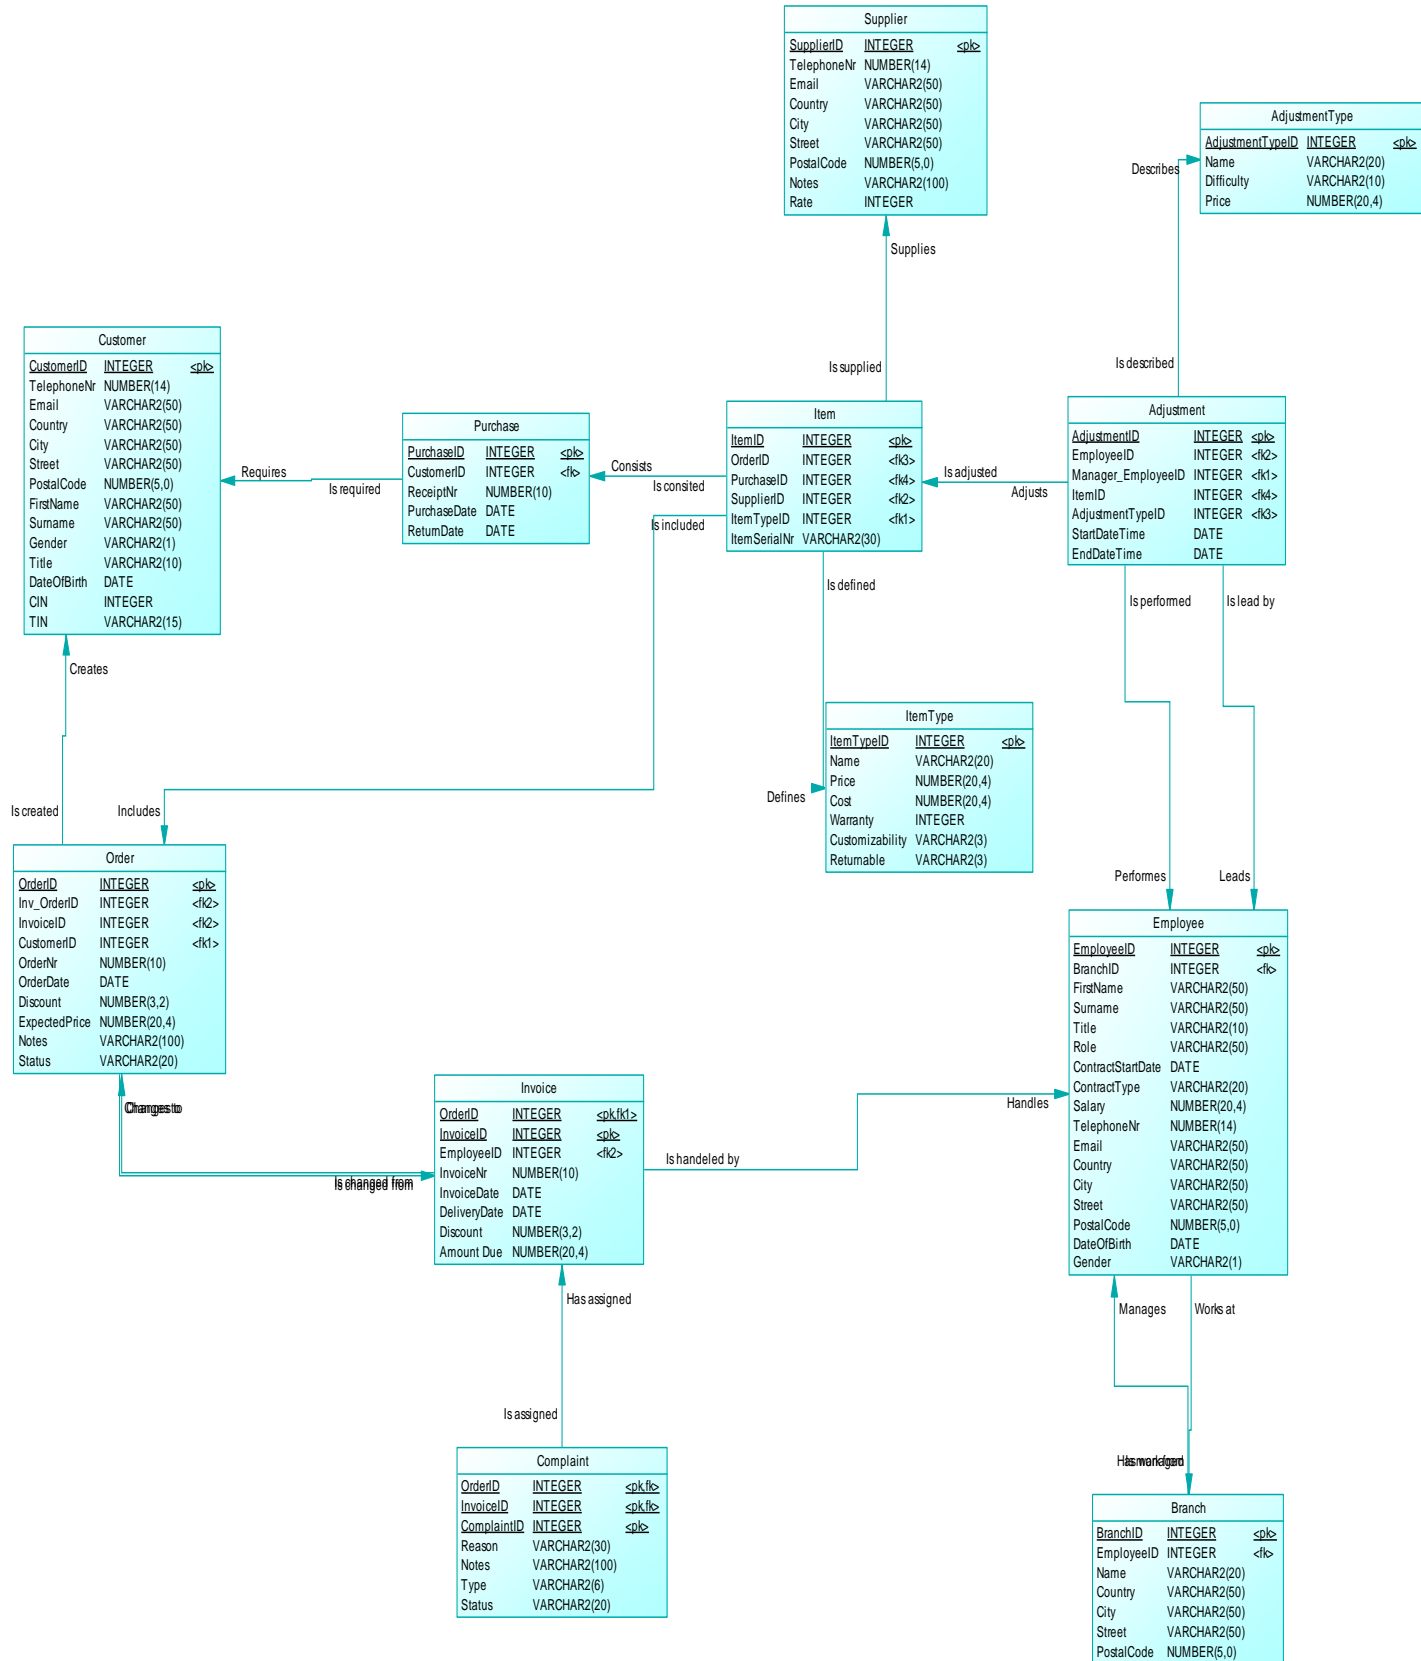 Supplier
SupplierID INTEGER <pk>
TelephoneNr NUMBER(14)
Email VARCHAR2(50)
Country VARCHAR2(50)
City VARCHAR2(50)
Street VARCHAR2(50)
PostalCode NUMBER(5,0)
Notes VARCHAR2(100)
Rate INTEGER
AdjustmentType
AdjustmentTypeID INTEGER <pk>
Name VARCHAR2(20)
Difficulty VARCHAR2(10)
Price NUMBER(20,4)
Describes
Supplies
Is supplied
Is described
Customer
CustomerID INTEGER <pk>
TelephoneNr NUMBER(14)
Email VARCHAR2(50)
Country VARCHAR2(50)
City VARCHAR2(50)
Street VARCHAR2(50)
PostalCode NUMBER(5,0)
FirstName VARCHAR2(50)
Surname VARCHAR2(50)
Gender VARCHAR2(1)
Title VARCHAR2(10)
DateOfBirth DATE
CIN INTEGER
TIN VARCHAR2(15)
Requires
Is required
Purchase
PurchaseID INTEGER <pk>
CustomerID INTEGER <fk>
ReceiptNr NUMBER(10)
PurchaseDate DATE
ReturnDate DATE
Consists
Is consited
Is included
Item
ItemID INTEGER <pk>
OrderID INTEGER <fk3>
PurchaseID INTEGER <fk4>
SupplierID INTEGER <fk2>
ItemTypeID INTEGER <fk1>
ItemSerialNr VARCHAR2(30)
Is adjusted
Adjusts
Adjustment
AdjustmentID INTEGER <pk>
EmployeeID INTEGER <fk2>
Manager_EmployeeID INTEGER <fk1>
ItemID INTEGER <fk4>
AdjustmentTypeID INTEGER <fk3>
StartDateTime DATE
EndDateTime DATE
Is defined
Is performed
Is lead by
Creates
Is created
Includes
Defines
ItemType
ItemTypeID INTEGER <pk>
Name VARCHAR2(20)
Price NUMBER(20,4)
Cost NUMBER(20,4)
Warranty INTEGER
Customizability VARCHAR2(3)
Returnable VARCHAR2(3)
Performes
Leads
Order
OrderID INTEGER <pk>
Inv_OrderID INTEGER <fk2>
InvoiceID INTEGER <fk2>
CustomerID INTEGER <fk1>
OrderNr NUMBER(10)
OrderDate DATE
Discount NUMBER(3,2)
ExpectedPrice NUMBER(20,4)
Notes VARCHAR2(100)
Status VARCHAR2(20)
Changes to
Is changed from
Invoice
OrderID INTEGER <pk,fk1>
InvoiceID INTEGER <pk>
EmployeeID INTEGER <fk2>
InvoiceNr NUMBER(10)
InvoiceDate DATE
DeliveryDate DATE
Discount NUMBER(3,2)
Amount Due NUMBER(20,4)
Is handeled by
Handles
Employee
EmployeeID INTEGER <pk>
BranchID INTEGER <fk>
FirstName VARCHAR2(50)
Surname VARCHAR2(50)
Title VARCHAR2(10)
Role VARCHAR2(50)
ContractStartDate DATE
ContractType VARCHAR2(20)
Salary NUMBER(20,4)
TelephoneNr NUMBER(14)
Email VARCHAR2(50)
Country VARCHAR2(50)
City VARCHAR2(50)
Street VARCHAR2(50)
PostalCode NUMBER(5,0)
DateOfBirth DATE
Gender VARCHAR2(1)
Has assigned
Is assigned
Manages
Works at
Complaint
OrderID INTEGER <pk,fk>
InvoiceID INTEGER <pk,fk>
ComplaintID INTEGER <pk>
Reason VARCHAR2(30)
Notes VARCHAR2(100)
Type VARCHAR2(6)
Status VARCHAR2(20)
Branch
BranchID INTEGER <pk>
EmployeeID INTEGER <fk>
Name VARCHAR2(20)
Country VARCHAR2(50)
City VARCHAR2(50)
Street VARCHAR2(50)
PostalCode NUMBER(5,0)